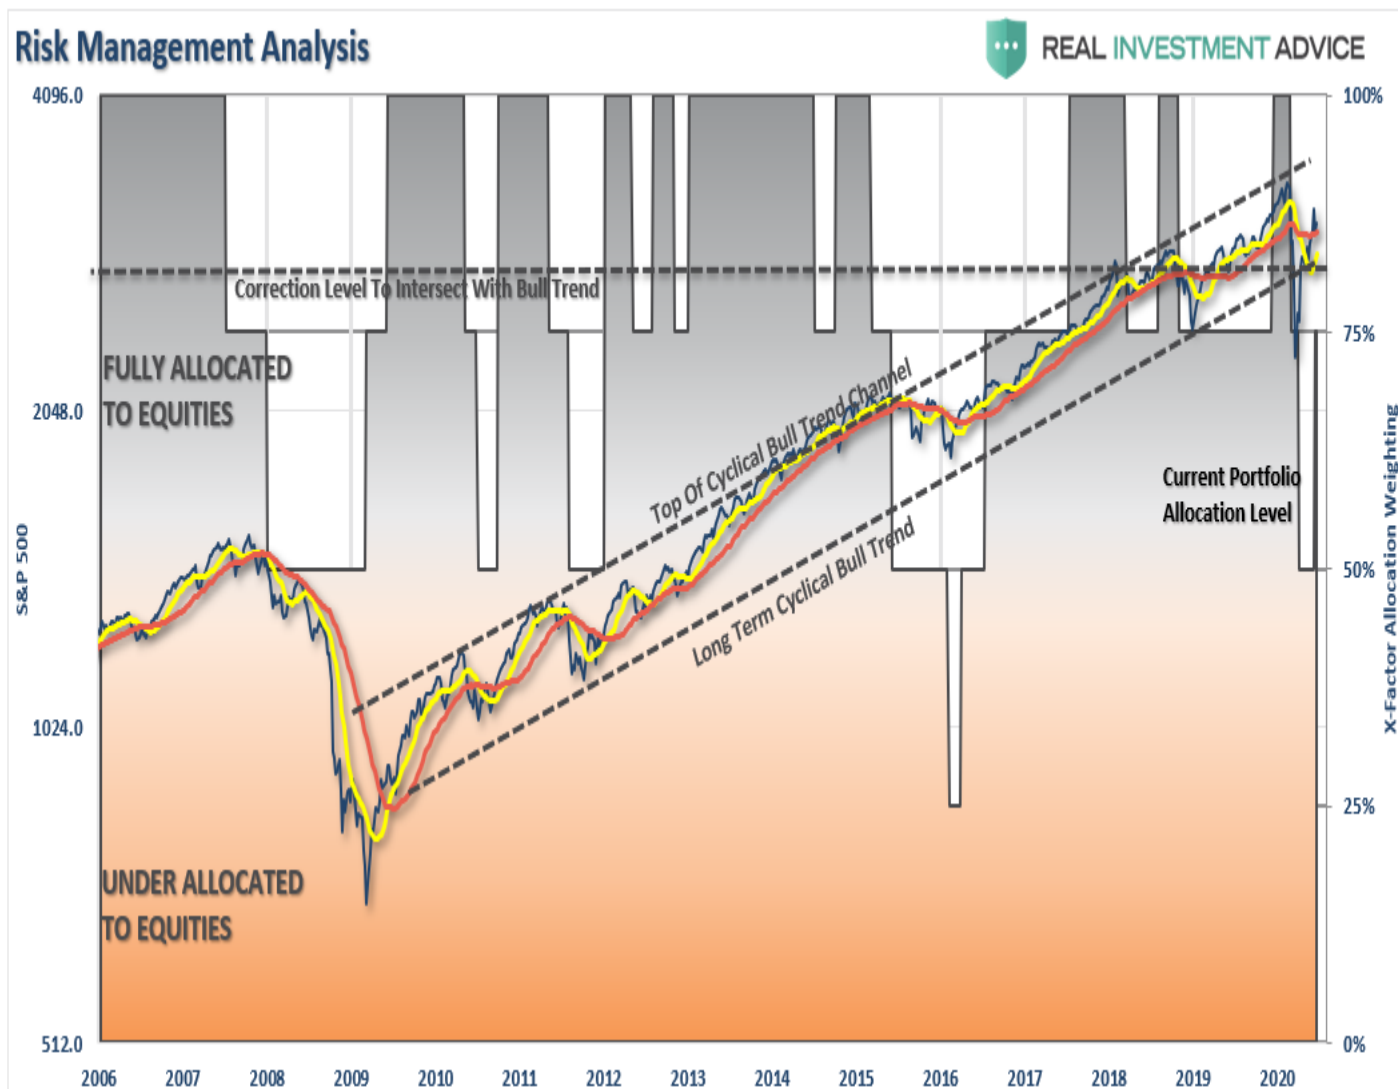 Risk Management Analysis
REAL INVESTMENT ADVICE
4096.0
2048.0
1024.0
512.0
S&P 500
100%
75%
50%
25%
0%
X-Factor Allocation Weighting
Correction Level To Intersect With Bull Trend
FULLY ALLOCATED
TO EQUITIES
Top Of Cyclical Bull Trend Channel
Long Term Cyclical Bull Trend
Current Portfolio
Allocation Level
UNDER ALLOCATED
TO EQUITIES
2006 2007 2008 2009 2010 2011 2012 2013 2014 2015 2016 2017 2018 2019 2020